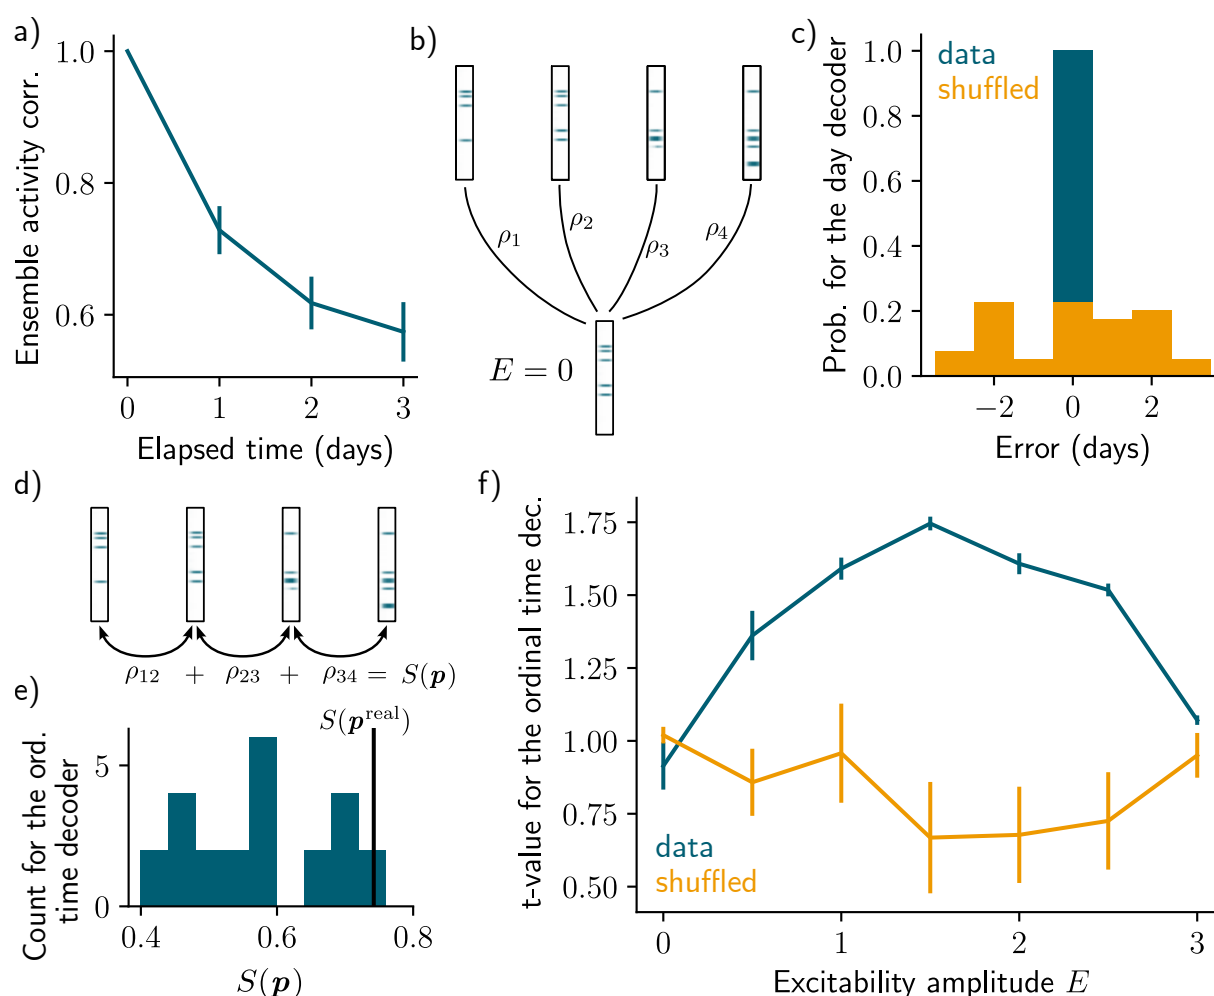 a)
Ensemble activity corr.
1.0
0.8
0.6
0 1 2 3
Elapsed time (days)
b)
ρ1 ρ2 ρ3 ρ4
E = 0
c)
data
shuffled
Prob. for the day decoder
1.0
0.8
0.6
0.4
0.2
0.0
−2 0 2
Error (days)
d)
ρ12 + ρ23 + ρ34 = S(p)
e)
S(p^real)
Count for the ord.
time decoder
5
0
0.4 0.6 0.8
S(p)
f)
t-value for the ordinal time dec.
1.75
1.50
1.25
1.00
0.75
0.50
data
shuffled
0 1 2 3
Excitability amplitude E